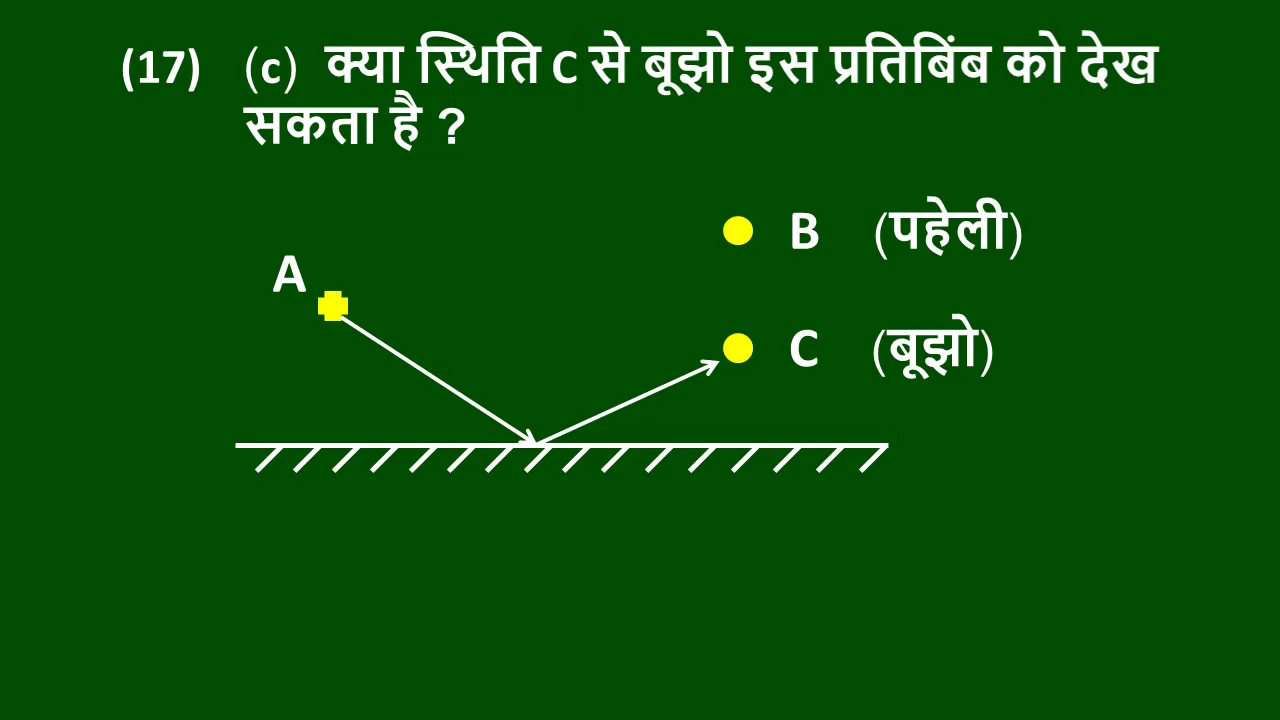 (17) (c) क्या स्थिति C से बूझो इस प्रतिबिंब को देख
सकता है ?
B (पहेली)
A
C (बूझो)